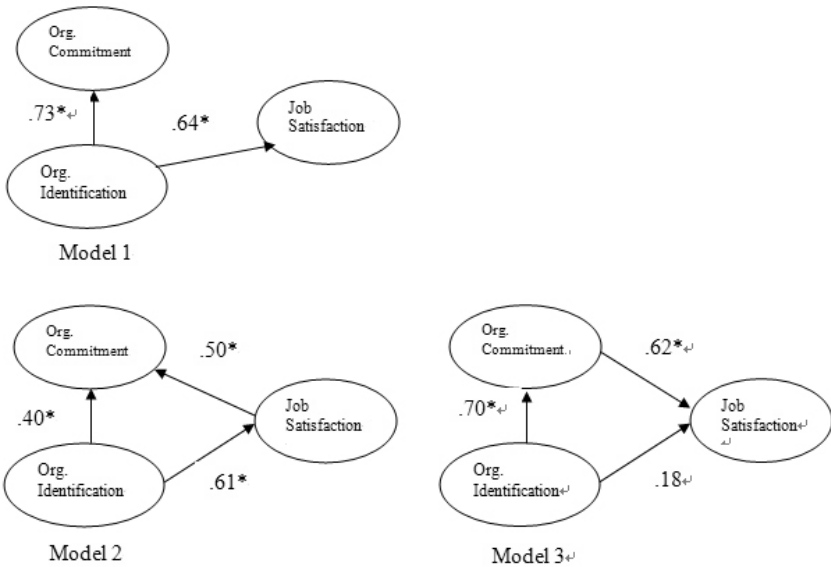 Org.
Commitment
.73*↵
.64*
Job
Satisfaction
Org.
Identification
Model 1
Org.
Commitment
.50*
.40*
Job
Satisfaction
Org.
Identification
.61*
Model 2
Org.
Commitment.↵
.62*↵
.70*↵
Job
Satisfaction↵
↵
Org.
Identification↵
.18↵
Model 3↵